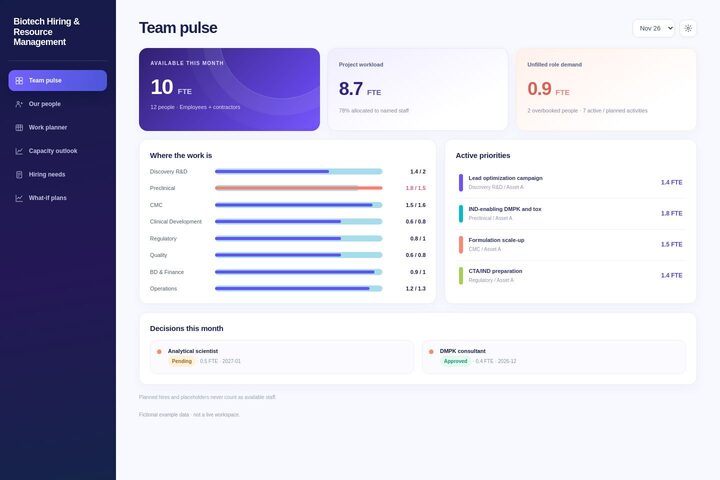 Biotech Hiring &
Resource
Management
Team pulse
Our people
Work planner
Capacity outlook
Hiring needs
What-if plans
Team pulse
Nov 26
AVAILABLE THIS MONTH
10 FTE
12 people · Employees + contractors
Project workload
8.7 FTE
78% allocated to named staff
Unfilled role demand
0.9 FTE
2 overbooked people · 7 active / planned activities
Where the work is
Discovery R&D 1.4 / 2
Preclinical 1.8 / 1.5
CMC 1.5 / 1.6
Clinical Development 0.6 / 0.8
Regulatory 0.8 / 1
Quality 0.6 / 0.8
BD & Finance 0.9 / 1
Operations 1.2 / 1.3
Active priorities
Lead optimization campaign
Discovery R&D / Asset A
1.4 FTE
IND-enabling DMPK and tox
Preclinical / Asset A
1.8 FTE
Formulation scale-up
CMC / Asset A
1.5 FTE
CTA/IND preparation
Regulatory / Asset A
1.4 FTE
Decisions this month
Analytical scientist
Pending · 0.5 FTE · 2027-01
DMPK consultant
Approved · 0.4 FTE · 2026-12
Planned hires and placeholders never count as available staff.
Fictional example data · not a live workspace.